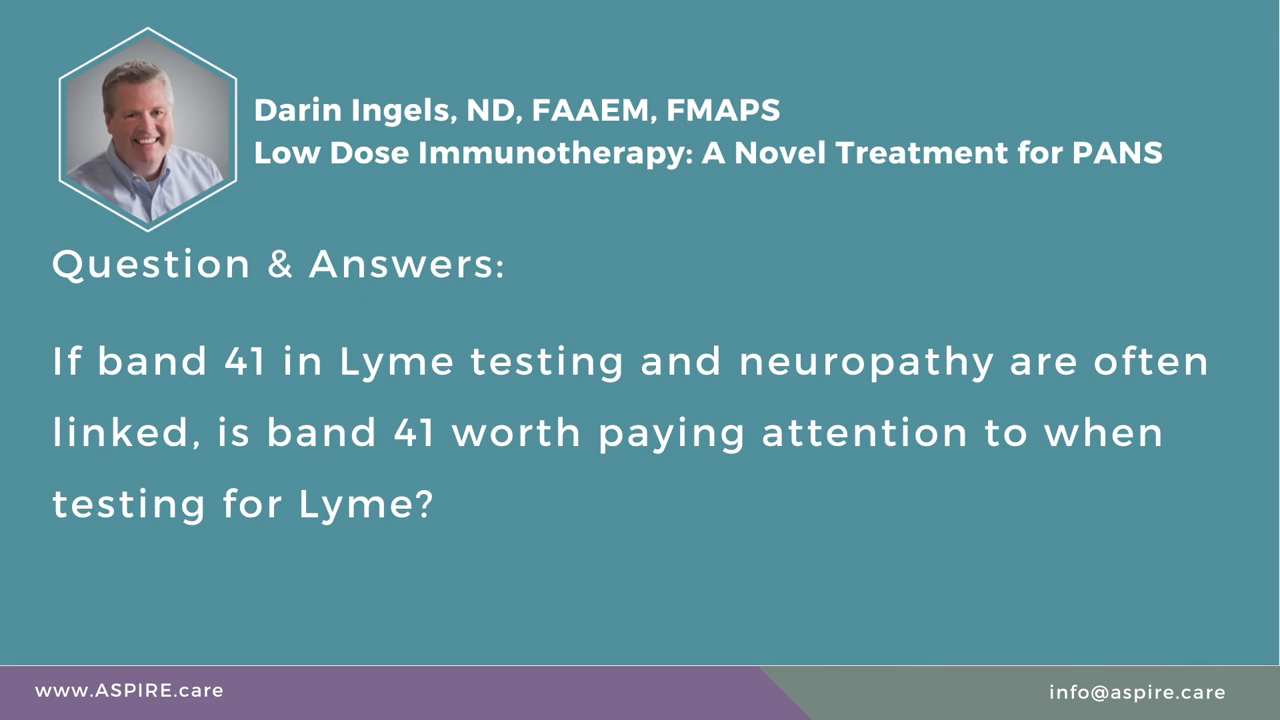 Darin Ingels, ND, FAAEM, FMAPS
Low Dose Immunotherapy: A Novel Treatment for PANS
Question & Answers:
If band 41 in Lyme testing and neuropathy are often
linked, is band 41 worth paying attention to when
testing for Lyme?
www.ASPIRE.care
info@aspire.care